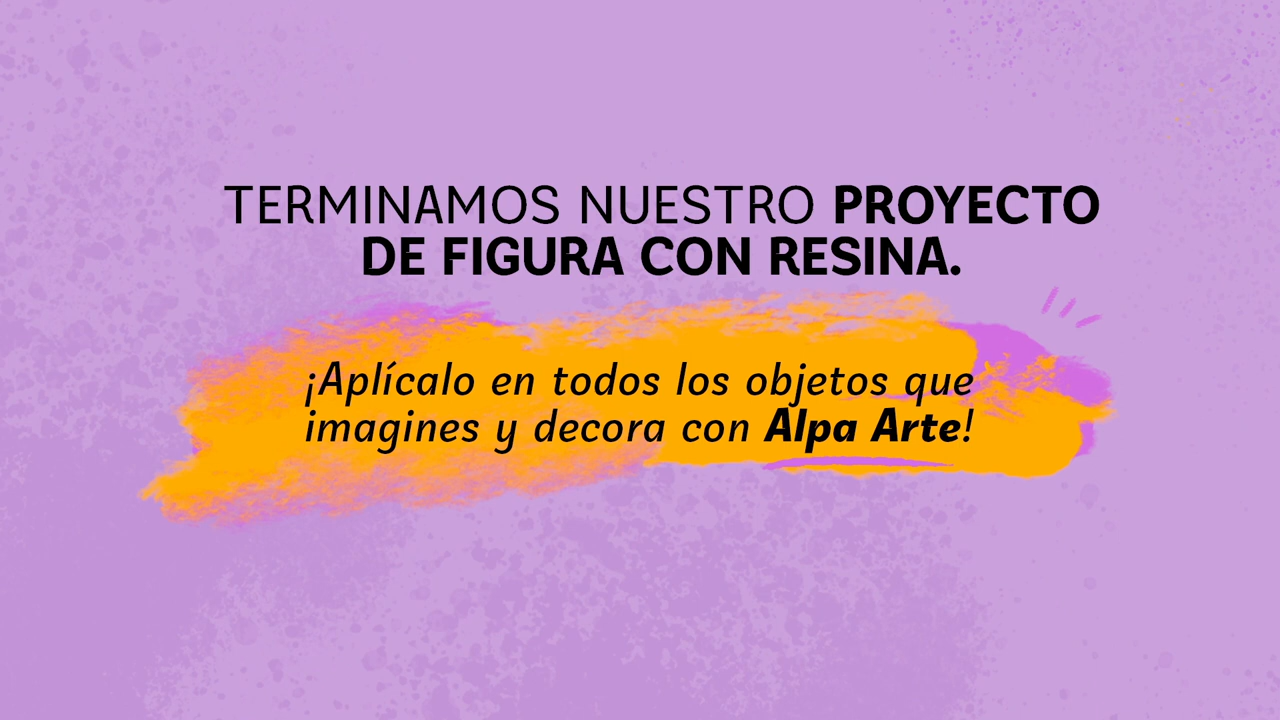 TERMINAMOS NUESTRO PROYECTO
DE FIGURA CON RESINA.
¡Aplícalo en todos los objetos que
imagines y decora con Alpa Arte!